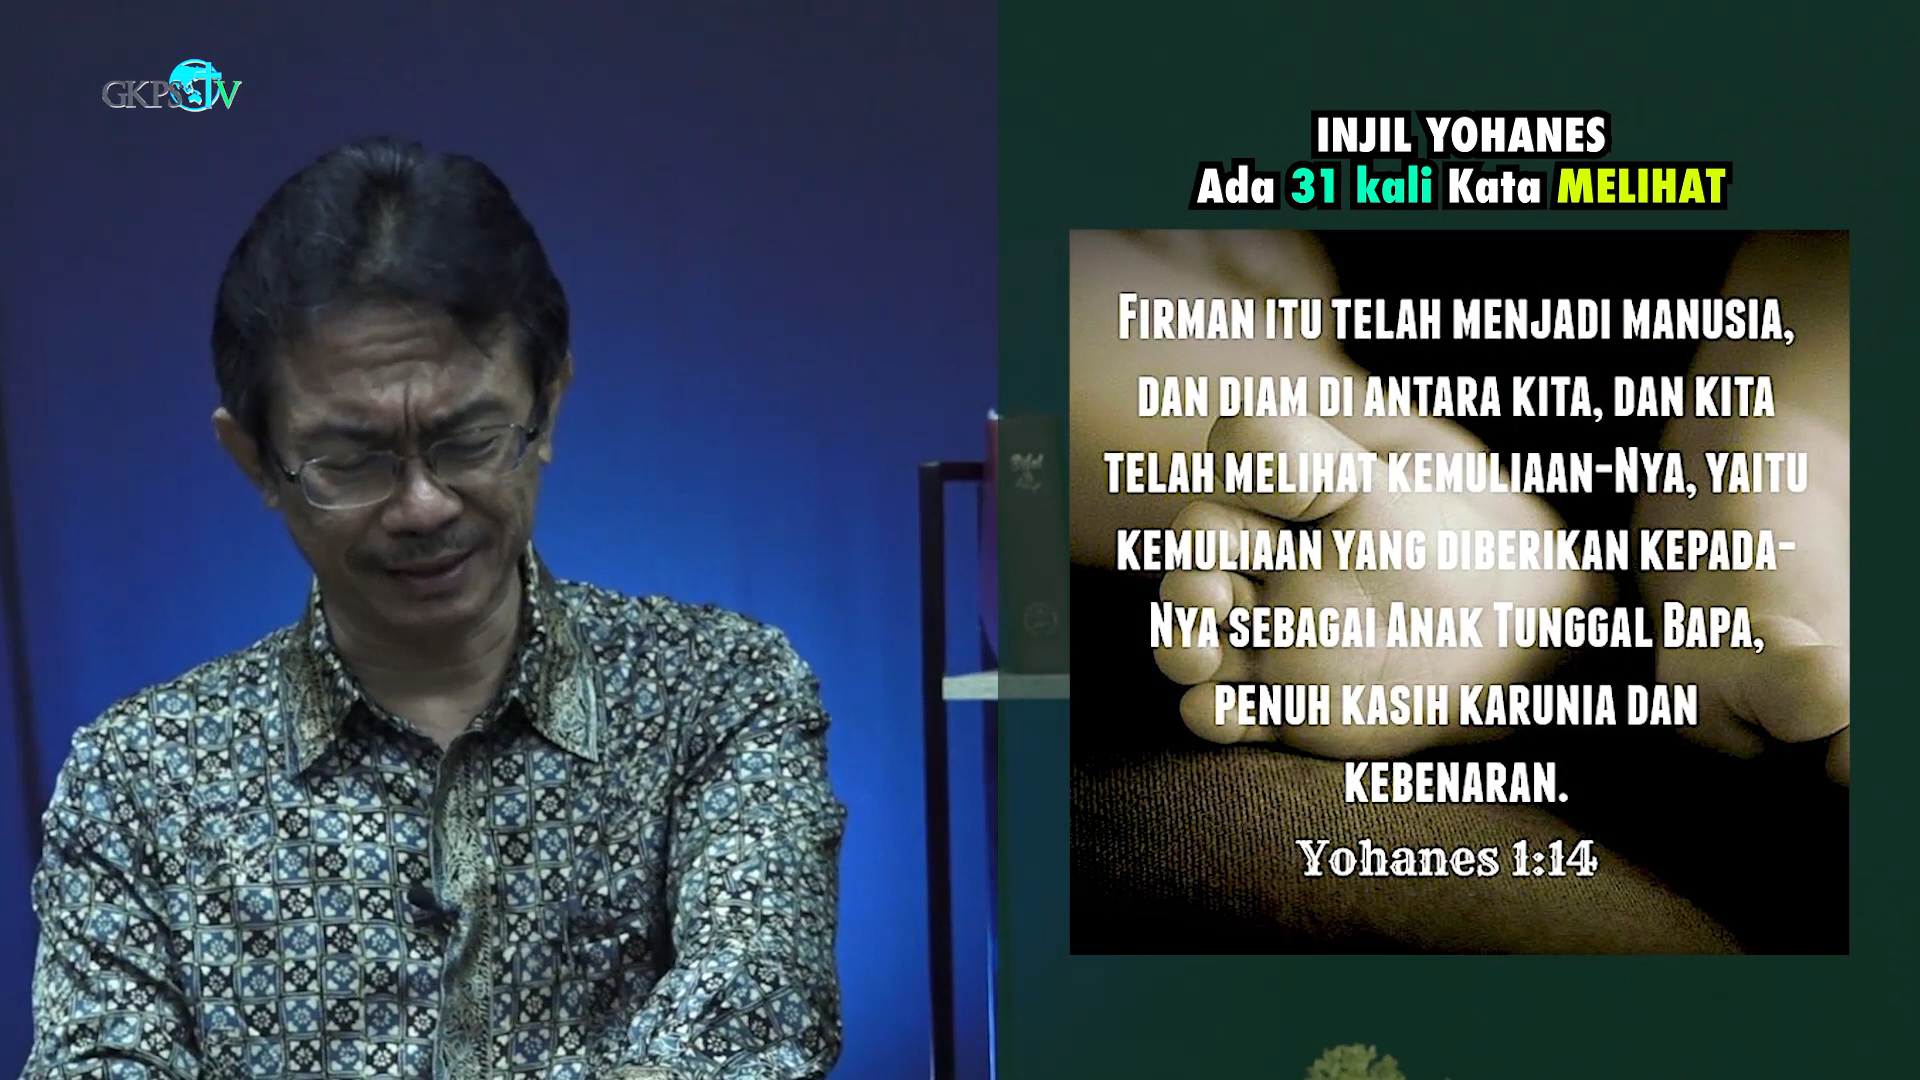 GKPS TV
INJIL YOHANES
Ada 31 kali Kata MELIHAT
Firman itu telah menjadi manusia,
dan diam di antara kita, dan kita
telah melihat kemuliaan-Nya, yaitu
kemuliaan yang diberikan kepada-
Nya sebagai Anak Tunggal Bapa,
penuh kasih karunia dan
kebenaran.
Yohanes 1:14